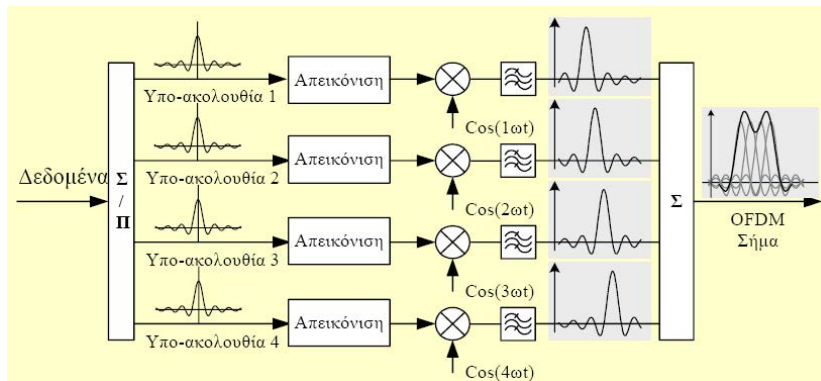 Υπο-ακολουθία 1
Απεικόνιση
Cos(1ωt)
Υπο-ακολουθία 2
Απεικόνιση
Cos(2ωt)
Δεδομένα
Σ
/
Π
Υπο-ακολουθία 3
Απεικόνιση
Cos(3ωt)
Υπο-ακολουθία 4
Απεικόνιση
Cos(4ωt)
Σ
OFDM
Σήμα